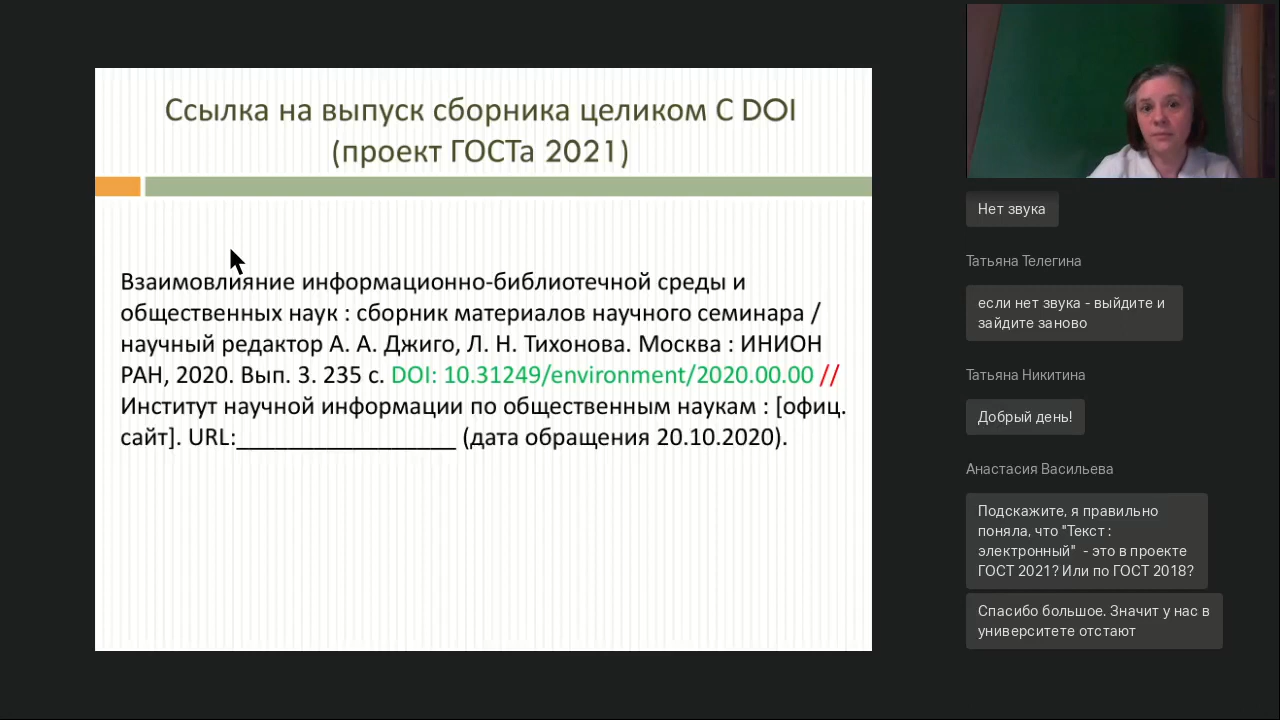 Ссылка на выпуск сборника целиком С DOI
(проект ГОСТа 2021)
Взаимовлияние информационно-библиотечной среды и
общественных наук : сборник материалов научного семинара /
научный редактор А. А. Джиго, Л. Н. Тихонова. Москва : ИНИОН
РАН, 2020. Вып. 3. 235 с. DOI: 10.31249/environment/2020.00.00 //
Институт научной информации по общественным наукам : [офиц.
сайт]. URL:__________________ (дата обращения 20.10.2020).
Нет звука
Татьяна Телегина
если нет звука - выйдите и
зайдите заново
Татьяна Никитина
Добрый день!
Анастасия Васильева
Подскажите, я правильно
поняла, что "Текст :
электронный" - это в проекте
ГОСТ 2021? Или по ГОСТ 2018?
Спасибо большое. Значит у нас в
университете отстают